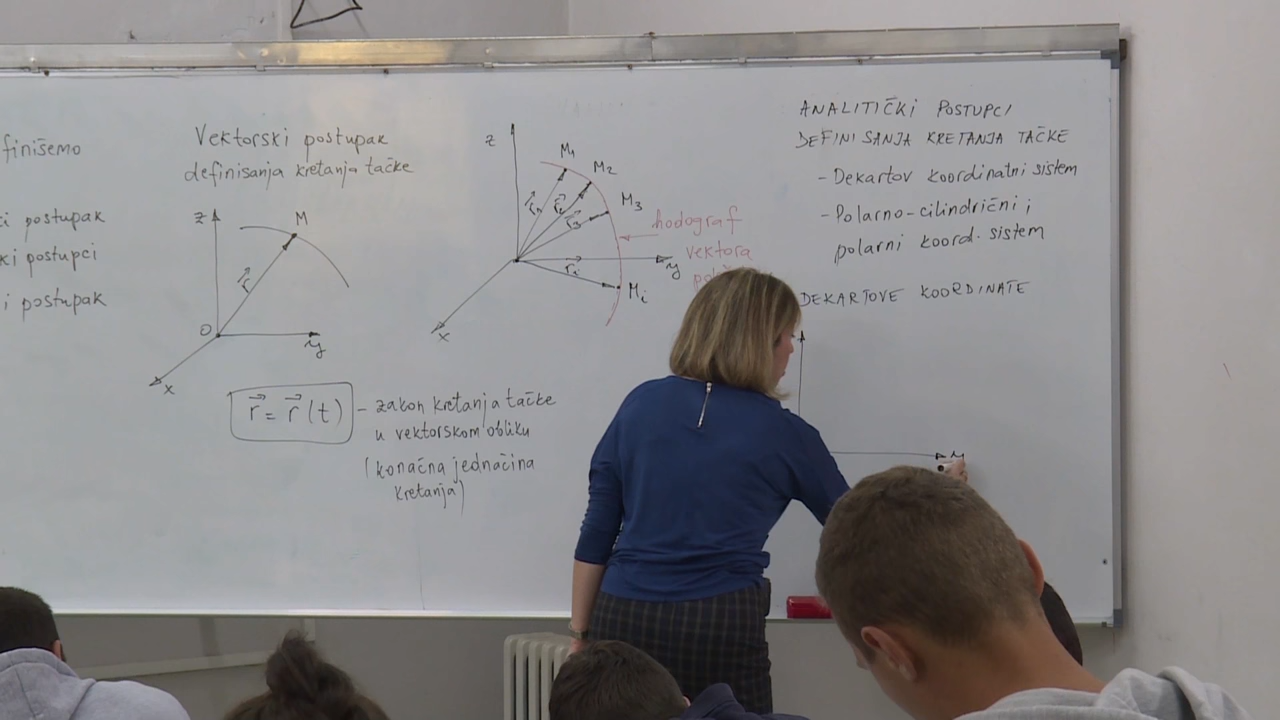 finišemo
postupak
postupci
i postupak
Vektorski postupak
definisanja kretanja tačke
z
M
r
O
y
x
r = r (t)
- zakon kretanja tačke
u vektorskom obliku
(konačna jednačina
kretanja)
z
M1
M2
M3
r1
r2
r3
ri
Mi
y
x
hodograf
vektora
ANALITIČKI POSTUPCI
DEFINISANJA KRETANJA TAČKE
- Dekartov koordinatni sistem
- Polarno-cilindrični i
polarni koord. sistem
DEKARTOVE KOORDINATE